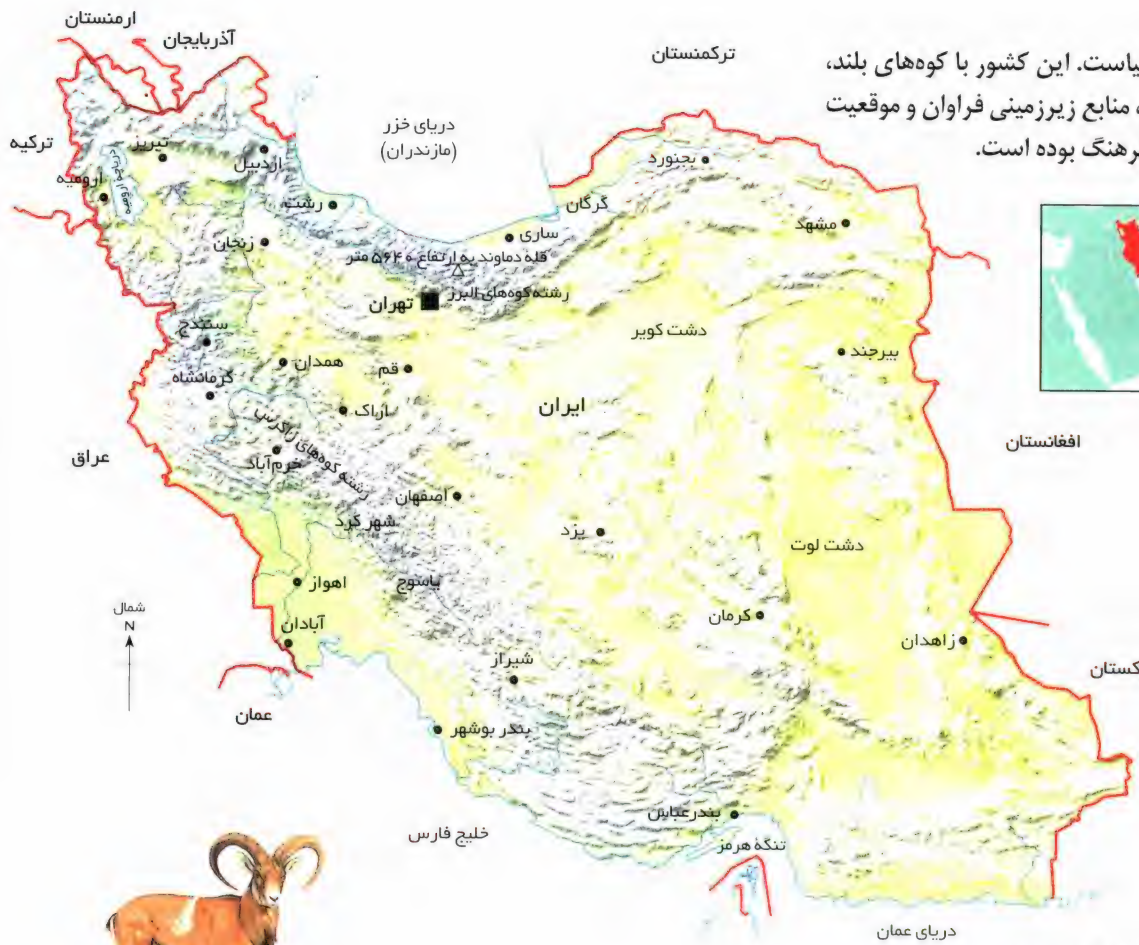 ارمنستان
آذربایجان
ترکمنستان
یاست. این کشور با کوه‌های بلند،
منابع زیرزمینی فراوان و موقعیت
رهنگ بوده است.
دریای خزر
(مازندران)
ترکیه
تبریز
اردبیل
ارومیه
دریاچه ارومیه
بجنورد
رشت
گرگان
ساری
مشهد
زنجان
قله دماوند به ارتفاع ۵۶۴۰ متر
رشته کوه‌های البرز
تهران
دشت کویر
سنندج
همدان
قم
بیرجند
کرمانشاه
اراک
ایران
افغانستان
رشته کوه‌های زاگرس
عراق
خرم‌آباد
اصفهان
شهر کرد
یزد
دشت لوت
یاسوج
اهواز
شمال
N
آبادان
کرمان
زاهدان
شیراز
کستان
عمان
بندر بوشهر
خلیج فارس
بندرعباس
تنگهٔ هرمز
دریای عمان